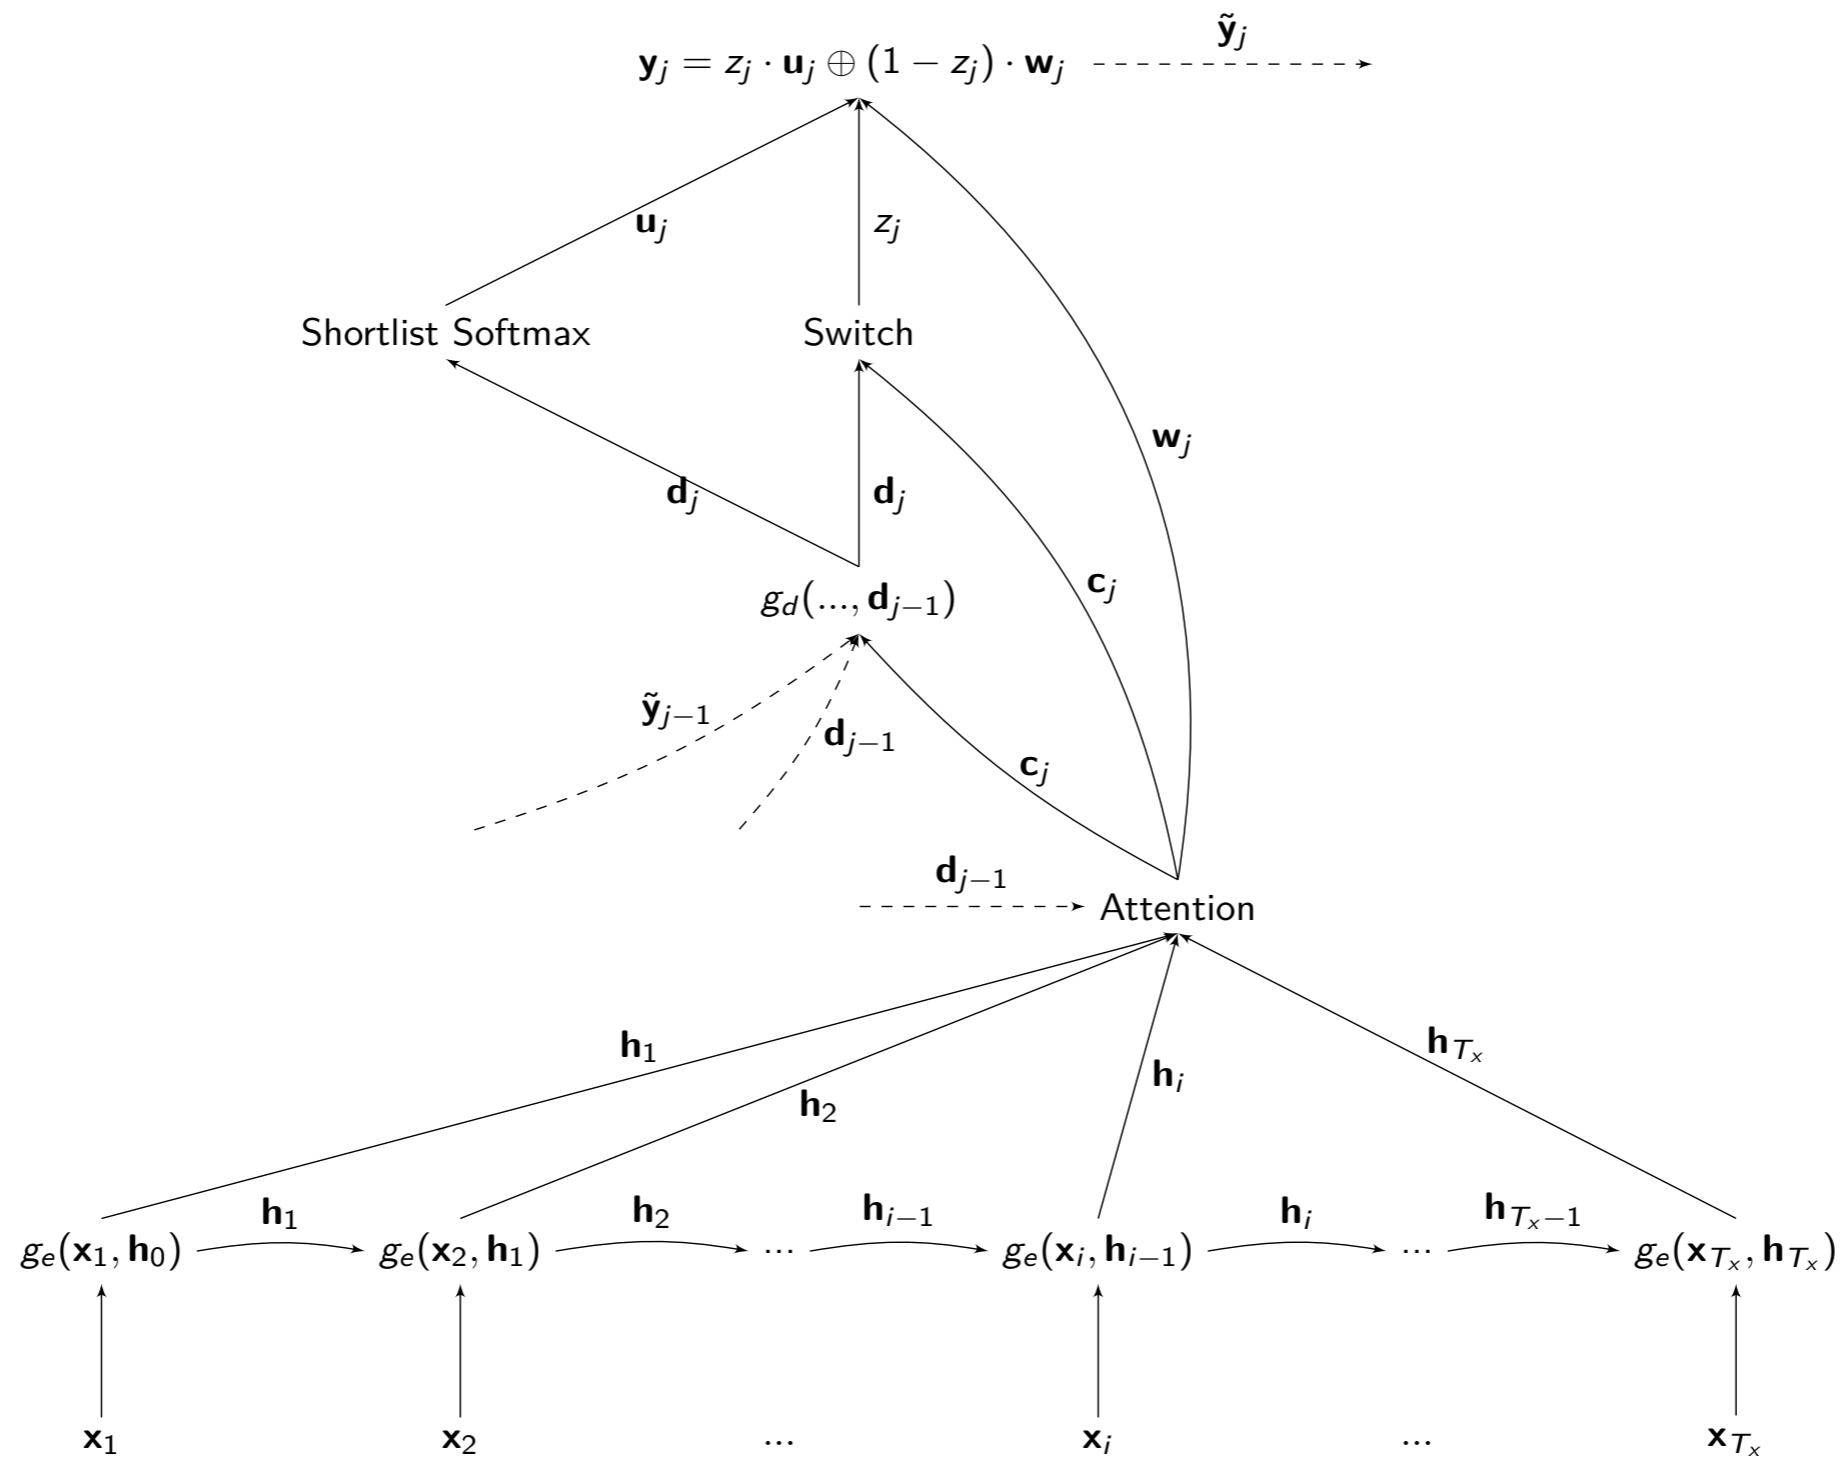 ỹ_j
y_j = z_j · u_j ⊕ (1 − z_j) · w_j
u_j z_j
Shortlist Softmax Switch
w_j
d_j d_j
c_j
g_d(..., d_{j−1})
ỹ_{j−1} d_{j−1}
c_j
d_{j−1}
Attention
h_1 h_{T_x}
h_i
h_2
h_1 h_2 h_{i−1} h_i h_{T_x−1}
g_e(x_1, h_0) g_e(x_2, h_1) ... g_e(x_i, h_{i−1}) ... g_e(x_{T_x}, h_{T_x})
x_1 x_2 ... x_i ... x_{T_x}